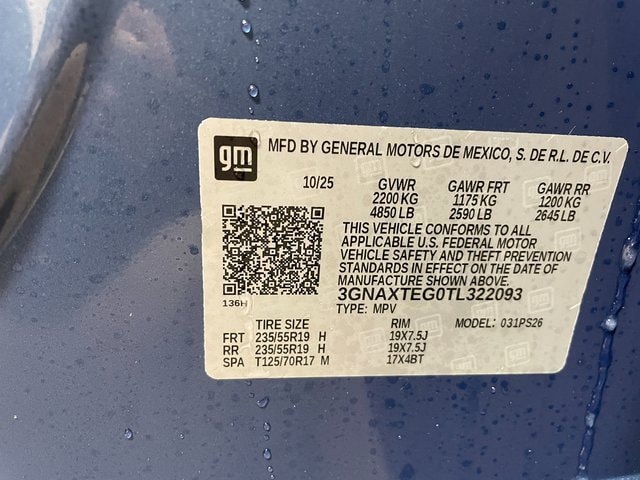 gm MFD BY GENERAL MOTORS DE MEXICO, S. DE R.L. DE C.V.
10/25 GVWR GAWR FRT GAWR RR
2200 KG 1175 KG 1200 KG
4850 LB 2590 LB 2645 LB
THIS VEHICLE CONFORMS TO ALL
APPLICABLE U.S. FEDERAL MOTOR
VEHICLE SAFETY AND THEFT PREVENTION
STANDARDS IN EFFECT ON THE DATE OF
MANUFACTURE SHOWN ABOVE.
136H 3GNAXTEG0TL322093
TYPE: MPV
TIRE SIZE RIM MODEL: 031PS26
FRT 235/55R19 H 19X7.5J
RR 235/55R19 H 19X7.5J
SPA T125/70R17 M 17X4BT